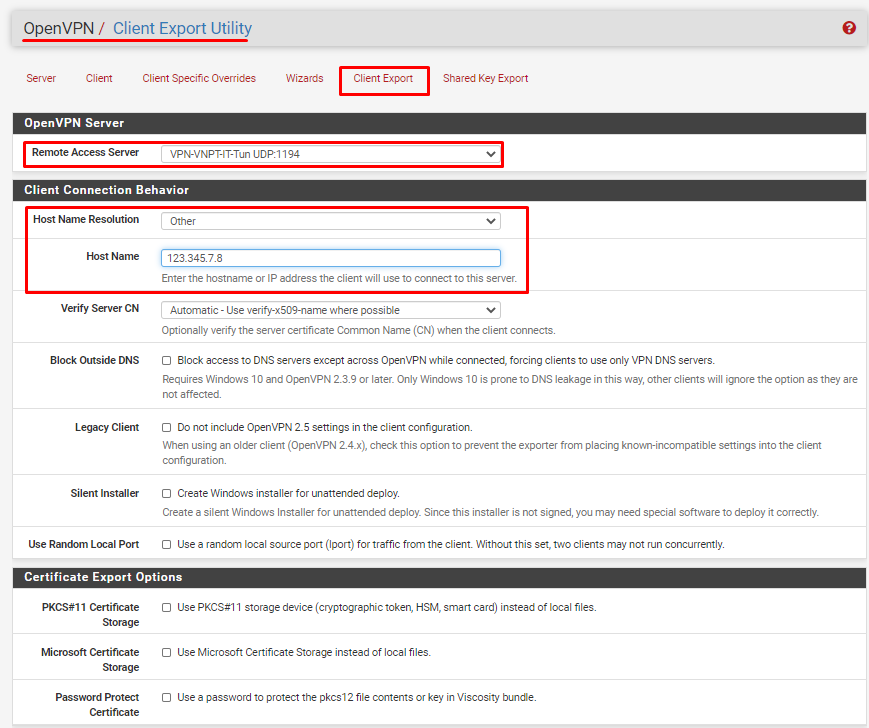 OpenVPN / Client Export Utility
?
Server Client Client Specific Overrides Wizards Client Export Shared Key Export
OpenVPN Server
Remote Access Server VPN-VNPT-IT-Tun UDP:1194
Client Connection Behavior
Host Name Resolution Other
Host Name 123.345.7.8
Enter the hostname or IP address the client will use to connect to this server.
Verify Server CN Automatic - Use verify-x509-name where possible
Optionally verify the server certificate Common Name (CN) when the client connects.
Block Outside DNS Block access to DNS servers except across OpenVPN while connected, forcing clients to use only VPN DNS servers.
Requires Windows 10 and OpenVPN 2.3.9 or later. Only Windows 10 is prone to DNS leakage in this way, other clients will ignore the option as they are
not affected.
Legacy Client Do not include OpenVPN 2.5 settings in the client configuration.
When using an older client (OpenVPN 2.4.x), check this option to prevent the exporter from placing known-incompatible settings into the client
configuration.
Silent Installer Create Windows installer for unattended deploy.
Create a silent Windows Installer for unattended deploy. Since this installer is not signed, you may need special software to deploy it correctly.
Use Random Local Port Use a random local source port (lport) for traffic from the client. Without this set, two clients may not run concurrently.
Certificate Export Options
PKCS#11 Certificate Use PKCS#11 storage device (cryptographic token, HSM, smart card) instead of local files.
Storage
Microsoft Certificate Use Microsoft Certificate Storage instead of local files.
Storage
Password Protect Use a password to protect the pkcs12 file contents or key in Viscosity bundle.
Certificate